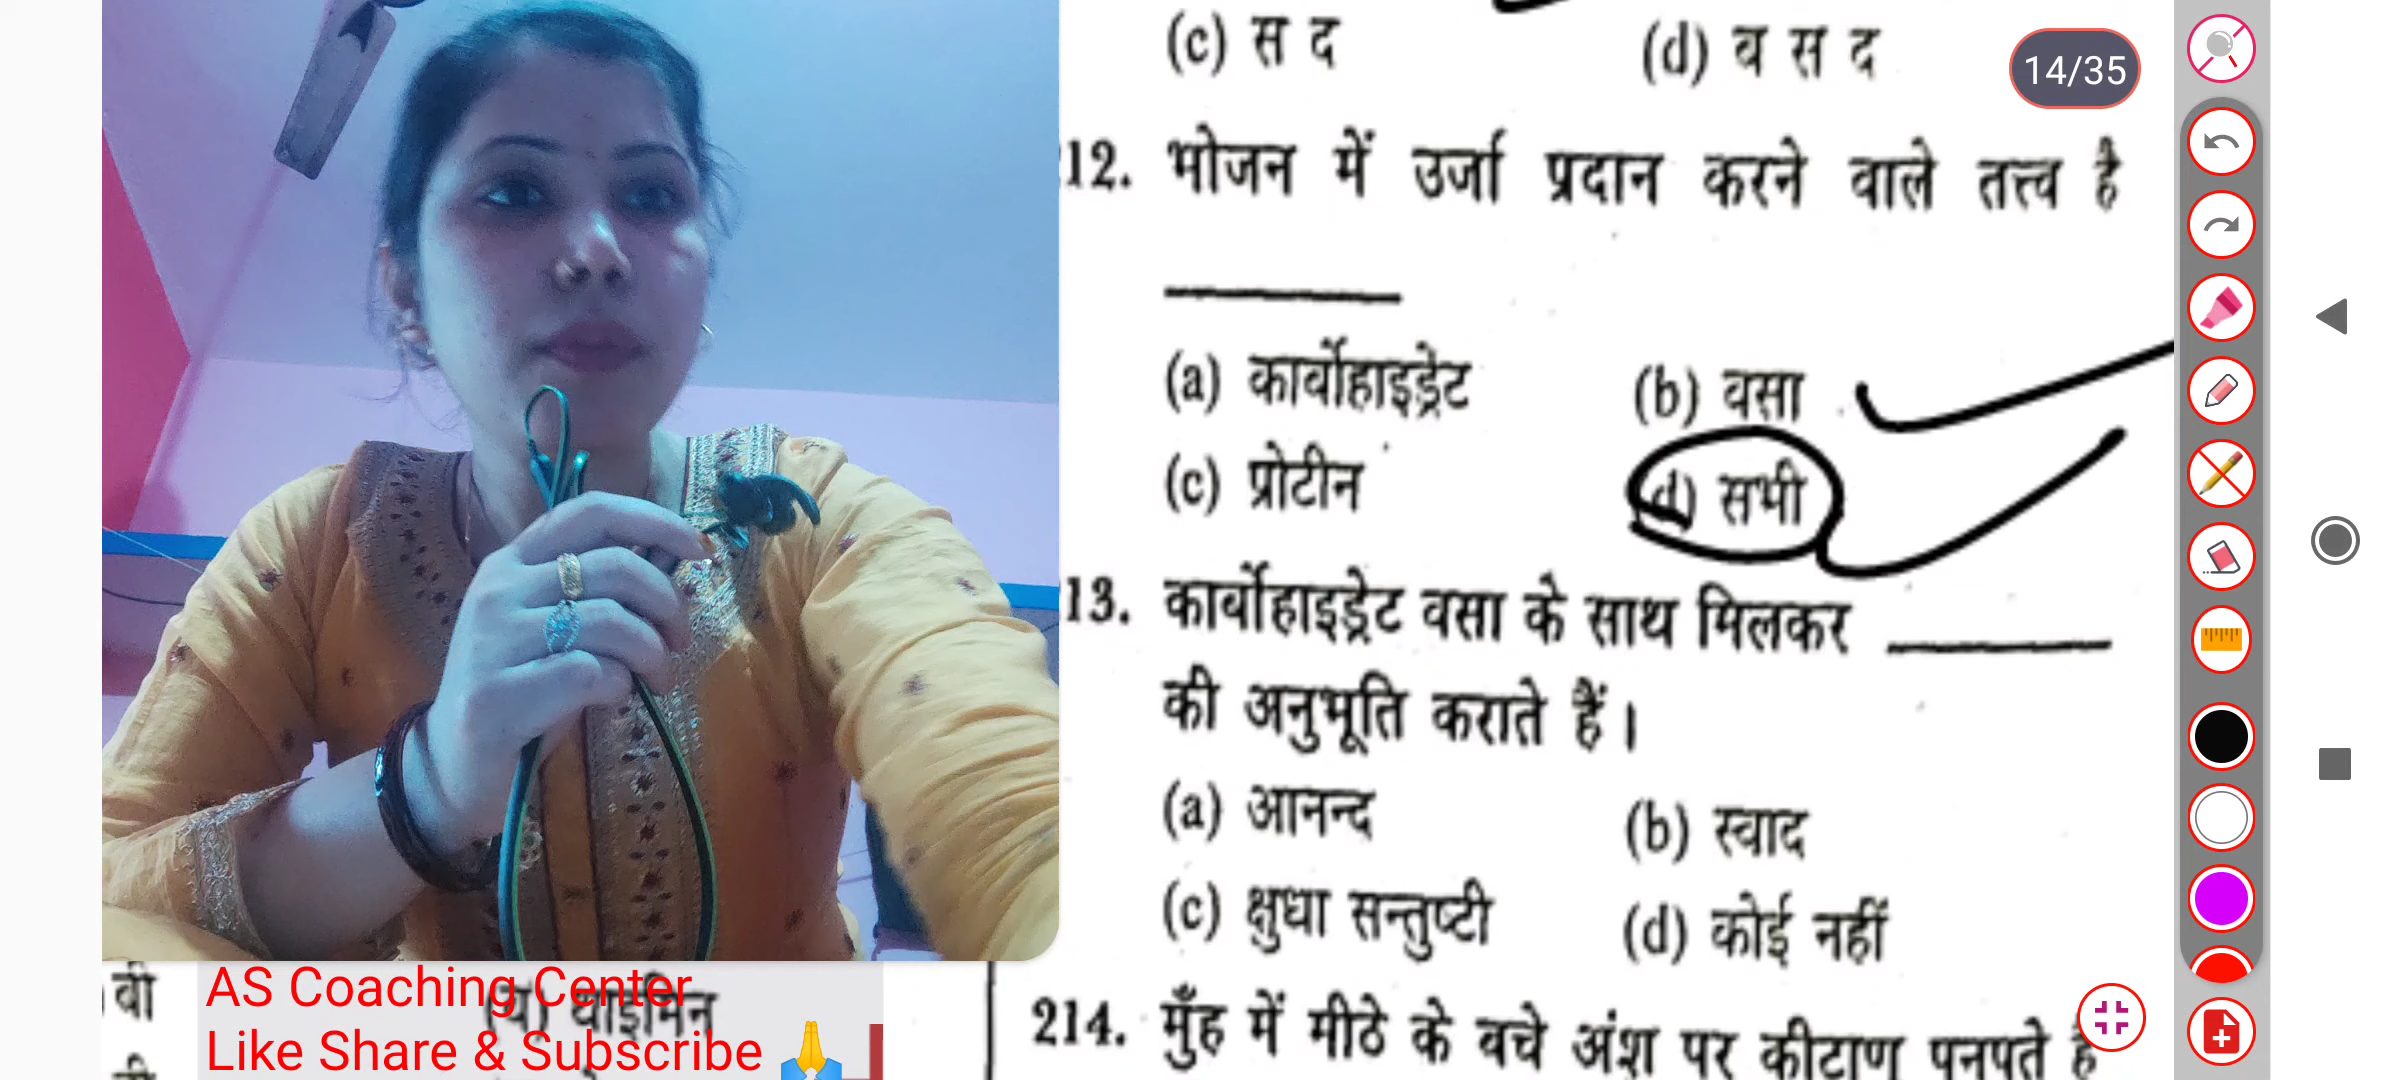 (c) स द
(d) ब स द
14/35
12. भोजन में उर्जा प्रदान करने वाले तत्त्व है
(a) कार्बोहाइड्रेट
(b) वसा
(c) प्रोटीन
(d) सभी
13. कार्बोहाइड्रेट वसा के साथ मिलकर
की अनुभूति कराते हैं।
(a) आनन्द
(b) स्वाद
(c) क्षुधा सन्तुष्टी
(d) कोई नहीं
214. मुँह में मीठे के बचे अंश पर कीटाणु पनपते है
बी
(य) थाइमिन
AS Coaching Center
Like Share & Subscribe